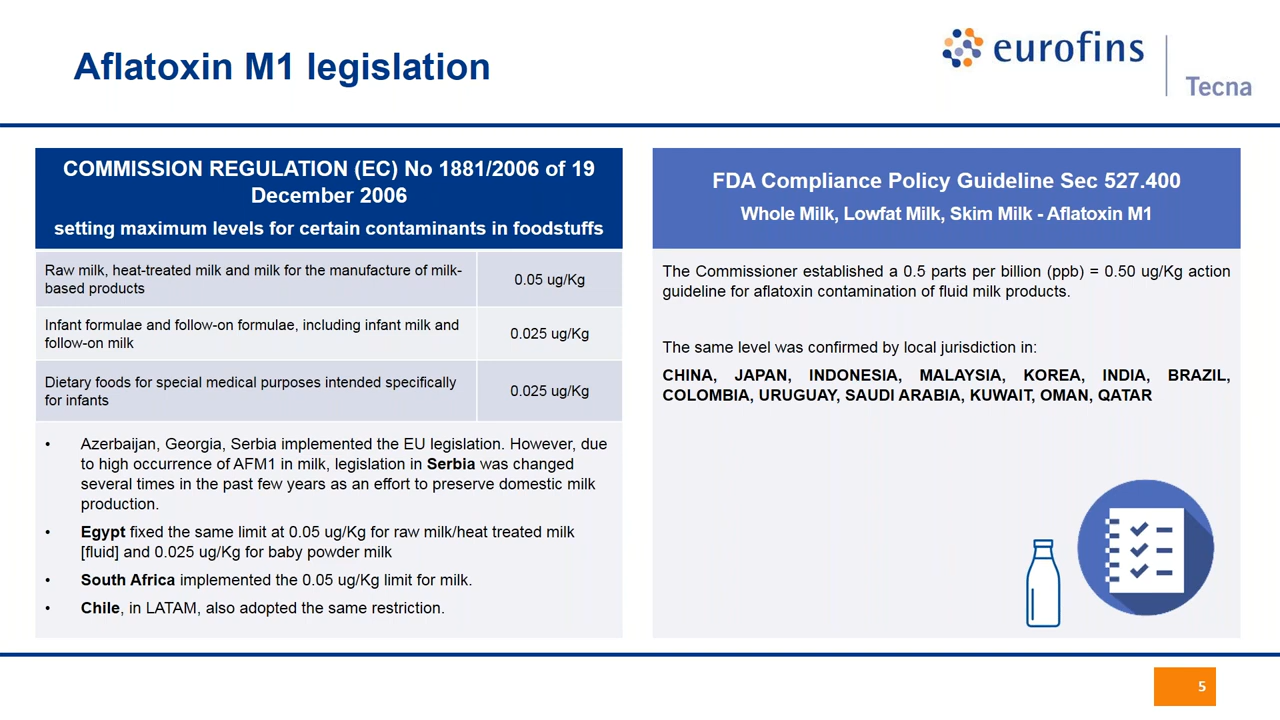 Aflatoxin M1 legislation
eurofins
Tecna
COMMISSION REGULATION (EC) No 1881/2006 of 19
December 2006
setting maximum levels for certain contaminants in foodstuffs
Raw milk, heat-treated milk and milk for the manufacture of milk-
based products
0.05 ug/Kg
Infant formulae and follow-on formulae, including infant milk and
follow-on milk
0.025 ug/Kg
Dietary foods for special medical purposes intended specifically
for infants
0.025 ug/Kg
• Azerbaijan, Georgia, Serbia implemented the EU legislation. However, due
to high occurrence of AFM1 in milk, legislation in Serbia was changed
several times in the past few years as an effort to preserve domestic milk
production.
• Egypt fixed the same limit at 0.05 ug/Kg for raw milk/heat treated milk
[fluid] and 0.025 ug/Kg for baby powder milk
• South Africa implemented the 0.05 ug/Kg limit for milk.
• Chile, in LATAM, also adopted the same restriction.
FDA Compliance Policy Guideline Sec 527.400
Whole Milk, Lowfat Milk, Skim Milk - Aflatoxin M1
The Commissioner established a 0.5 parts per billion (ppb) = 0.50 ug/Kg action
guideline for aflatoxin contamination of fluid milk products.
The same level was confirmed by local jurisdiction in:
CHINA, JAPAN, INDONESIA, MALAYSIA, KOREA, INDIA, BRAZIL,
COLOMBIA, URUGUAY, SAUDI ARABIA, KUWAIT, OMAN, QATAR
5